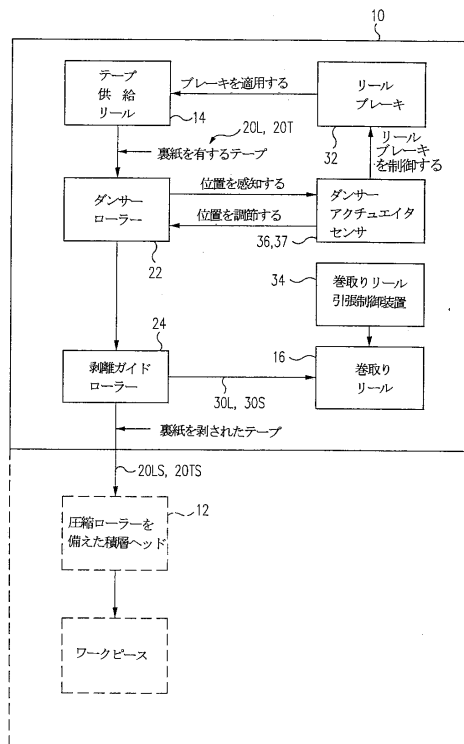 10
テープ
供給
リール
14
ブレーキを適用する
リール
ブレーキ
32
20L, 20T
裏紙を有するテープ
リール
ブレーキ
を制御する
ダンサー
ローラー
22
位置を感知する
位置を調節する
ダンサー
アクチュエイタ
センサ
36,37
34
巻取りリール
引張制御装置
24
剥離ガイド
ローラー
30L, 30S
16
巻取り
リール
裏紙を剥されたテープ
20LS, 20TS
12
圧縮ローラーを
備えた積層ヘッド
ワークピース